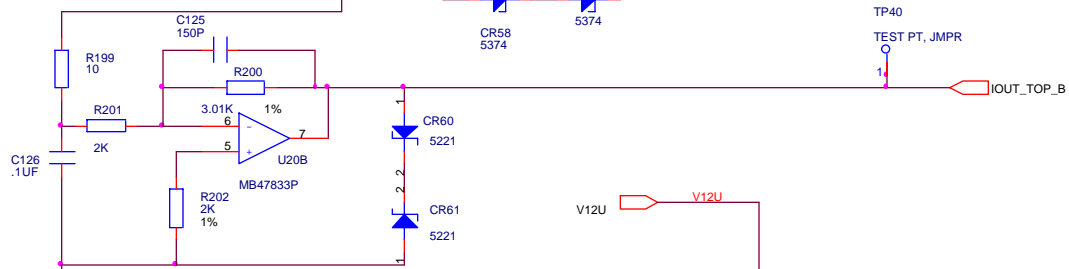 C125
150P
CR58
5374
5374
TP40
TEST PT, JMPR
1
R199
10
R200
3.01K
1%
R201
2K
6
5
7
U20B
MB47833P
C126
.1UF
R202
2K
1%
1
CR60
5221
2
2
CR61
5221
1
IOUT_TOP_B
V12U
V12U